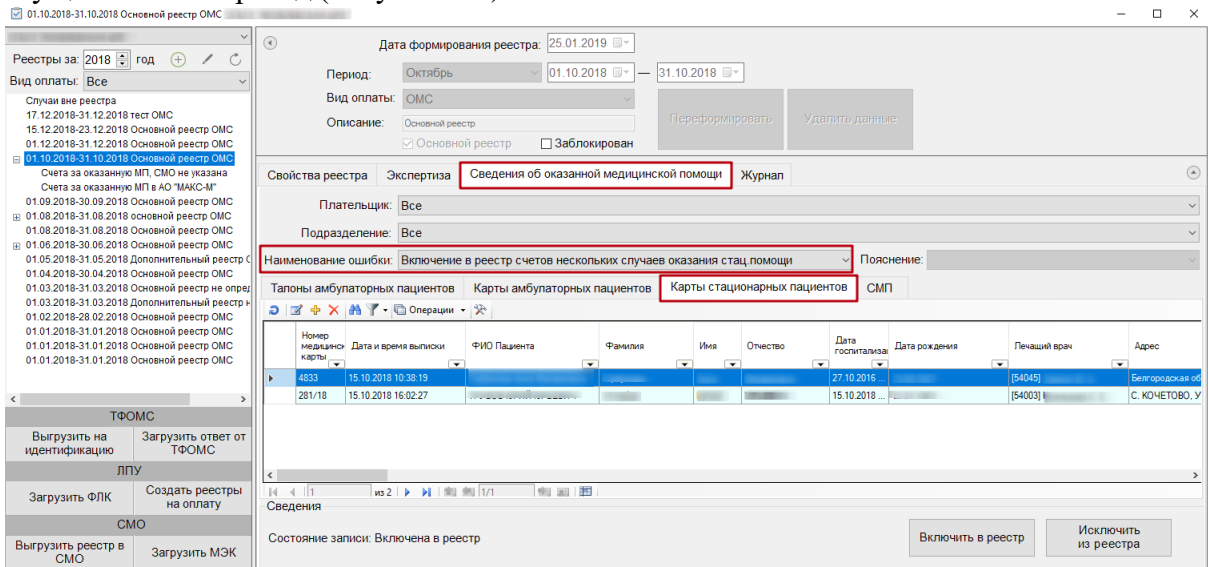 01.10.2018-31.10.2018 Основной реестр ОМС
Реестры за: 2018 год
Вид оплаты: Все
Случаи вне реестра
17.12.2018-31.12.2018 тест ОМС
15.12.2018-23.12.2018 Основной реестр ОМС
01.12.2018-31.12.2018 Основной реестр ОМС
01.10.2018-31.10.2018 Основной реестр ОМС
Счета за оказанную МП, СМО не указана
Счета за оказанную МП в АО "МАКС-М"
01.09.2018-30.09.2018 Основной реестр ОМС
01.08.2018-31.08.2018 основной реестр ОМС
01.08.2018-31.08.2018 Основной реестр ОМС
01.06.2018-30.06.2018 Основной реестр ОМС
01.05.2018-31.05.2018 Дополнительный реестр О
01.04.2018-30.04.2018 Основной реестр ОМС
01.03.2018-31.03.2018 Основной реестр не опред
01.03.2018-31.03.2018 Дополнительный реестр н
01.02.2018-28.02.2018 Основной реестр ОМС
01.01.2018-31.01.2018 Основной реестр ОМС
01.01.2018-31.01.2018 Основной реестр ОМС
01.01.2018-31.01.2018 Основной реестр ОМС
ТФОМС
Выгрузить на идентификацию
Загрузить ответ от ТФОМС
ЛПУ
Загрузить ФЛК
Создать реестры на оплату
СМО
Выгрузить реестр в СМО
Загрузить МЭК
Дата формирования реестра: 25.01.2019
Период: Октябрь 01.10.2018 — 31.10.2018
Вид оплаты: ОМС
Описание: Основной реестр
Основной реестр Заблокирован
Переформировать Удалить данные
Свойства реестра Экспертиза Сведения об оказанной медицинской помощи Журнал
Плательщик: Все
Подразделение: Все
Наименование ошибки: Включение в реестр счетов нескольких случаев оказания стац.помощи Пояснение:
Талоны амбулаторных пациентов Карты амбулаторных пациентов Карты стационарных пациентов СМП
Операции
Номер медицинск карты Дата и время выписки ФИО Пациента Фамилия Имя Отчество Дата госпитализа Дата рождения Лечащий врач Адрес
4833 15.10.2018 10:38:19 27.10.2016 ... [54045] Белгородская об
281/18 15.10.2018 16:02:27 15.10.2018 ... [54003] С. КОЧЕТОВО, У
1 из 2 1/1
Сведения
Состояние записи: Включена в реестр
Включить в реестр
Исключить из реестра